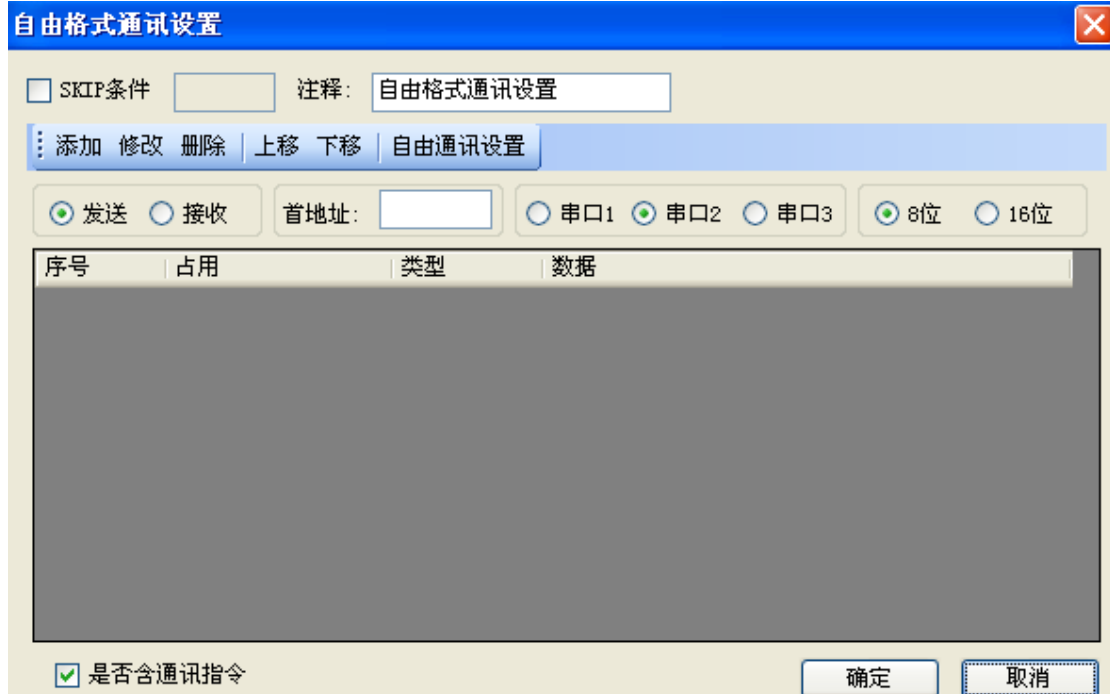 自由格式通讯设置
SKIP条件 注释: 自由格式通讯设置
添加 修改 删除 上移 下移 自由通讯设置
发送 接收 首地址: 串口1 串口2 串口3 8位 16位
序号 占用 类型 数据
是否含通讯指令 确定 取消